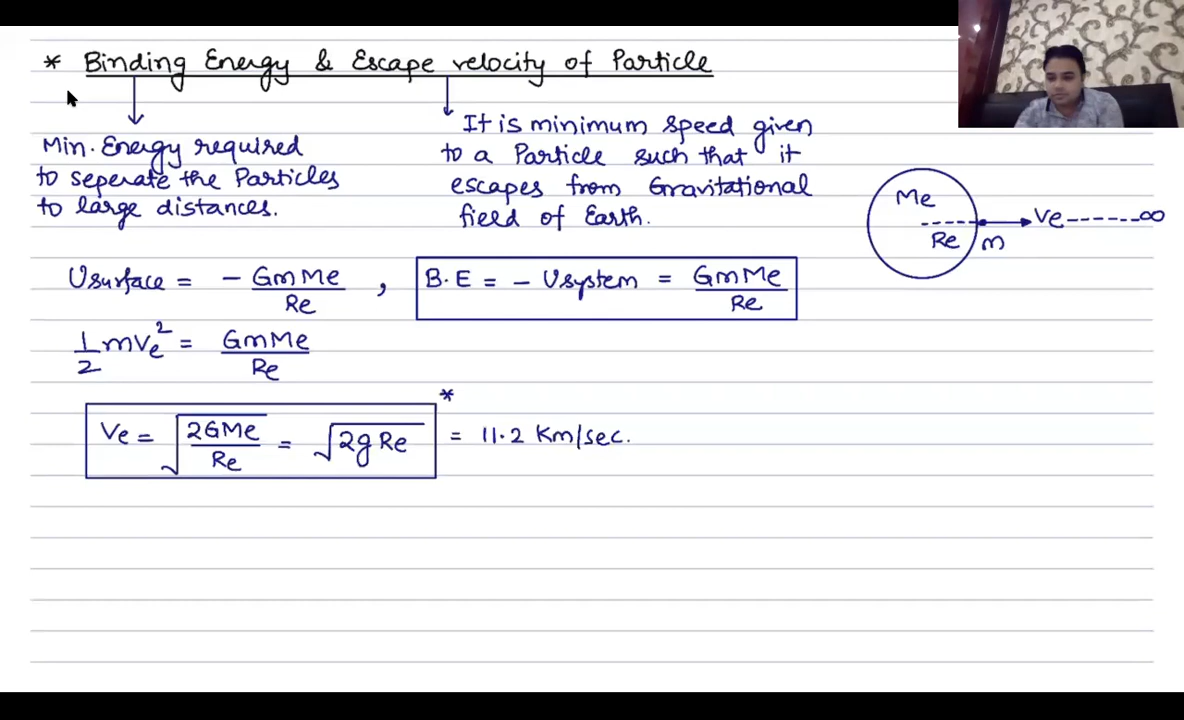 * Binding Energy & Escape velocity of Particle
Min. Energy required
to seperate the Particles
to large distances.
It is minimum speed given
to a Particle such that it
escapes from Gravitational
field of Earth.
Me
Re m Ve ∞
Usurface = - GmMe/Re , B.E = - Usystem = GmMe/Re
1/2 mVe² = GmMe/Re
Ve = √(2GMe/Re) = √(2gRe) * = 11.2 Km/sec.